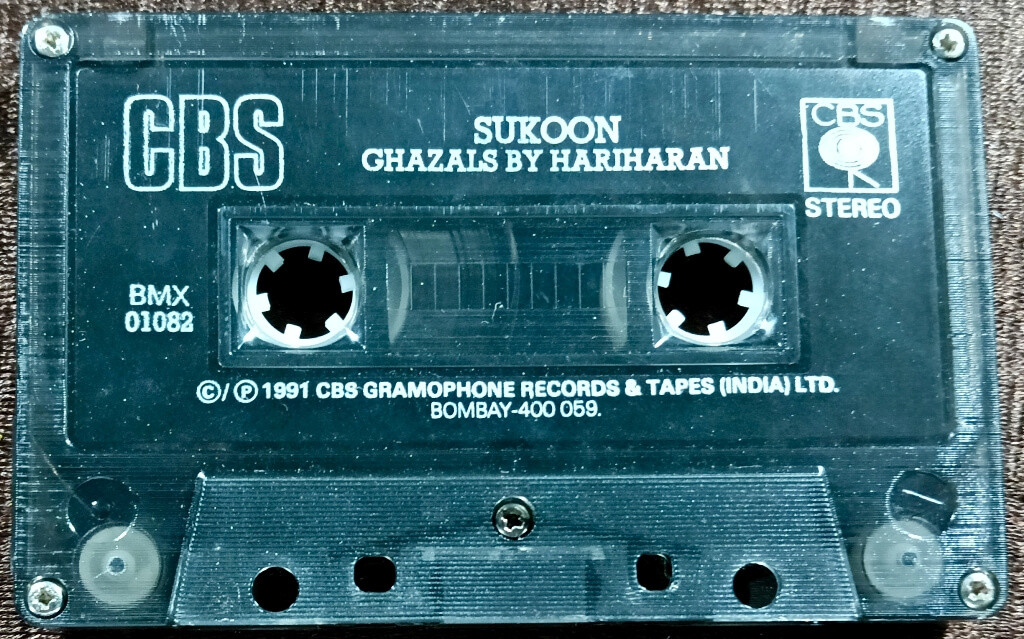 CBS
SUKOON
GHAZALS BY HARIHARAN
CBS
STEREO
BMX
01082
©/℗ 1991 CBS GRAMOPHONE RECORDS & TAPES (INDIA) LTD.
BOMBAY-400 059.